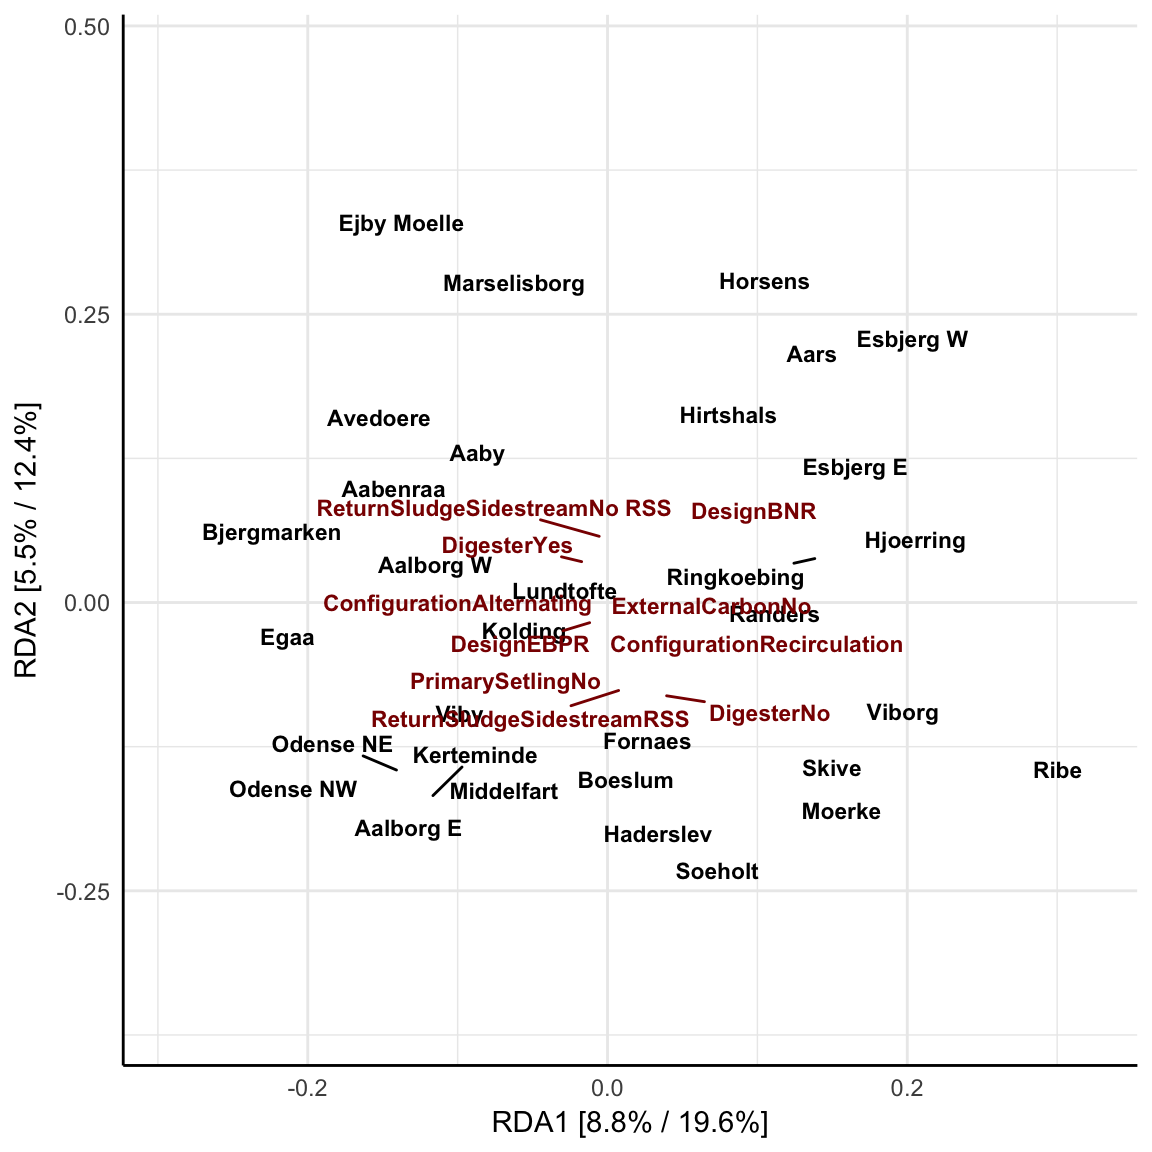 0.50
Ejby Moelle
Marselisborg
Horsens
0.25
Esbjerg W
Aars
Avedoere
Hirtshals
Aaby
Esbjerg E
Aabenraa
ReturnSludgeSidestreamNo RSS
DesignBNR
Bjergmarken
Hjoerring
DigesterYes
Aalborg W
Ringkoebing
Lundtofte
0.00
ConfigurationAlternating
ExternalCarbonNo
Randers
Kolding
Egaa
DesignEBPR
ConfigurationRecirculation
PrimarySetlingNo
Viby
ReturnSludgeSidestreamRSS
DigesterNo
Viborg
Odense NE
Fornaes
Kerteminde
Skive
Ribe
Boeslum
Odense NW
Middelfart
Moerke
Aalborg E
Haderslev
Soeholt
-0.25
-0.2
0.0
0.2
RDA1 [8.8% / 19.6%]
RDA2 [5.5% / 12.4%]